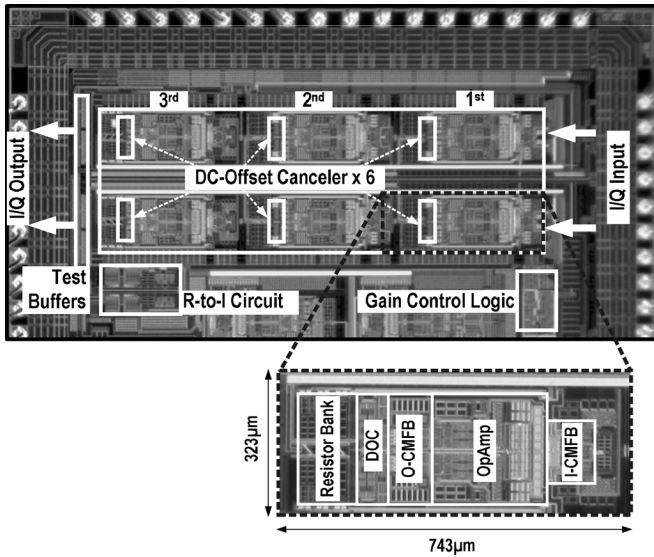 3rd 2nd 1st
I/Q Output
I/Q Input
DC-Offset Canceler x 6
Test
Buffers
R-to-I Circuit
Gain Control Logic
323µm
Resistor Bank
DOC
O-CMFB
OpAmp
I-CMFB
743µm